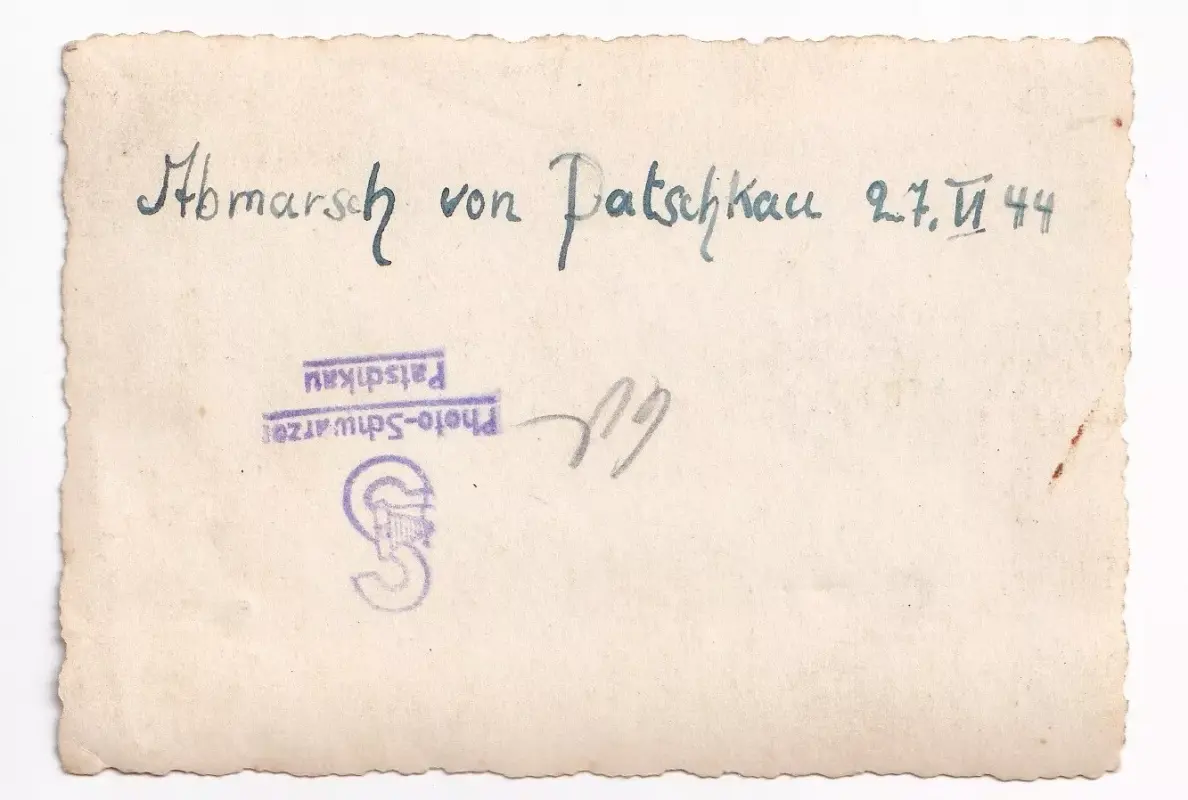 Abmarsch von Patschkau 27. VI 44
Photo-Schwarzer
Patschkau